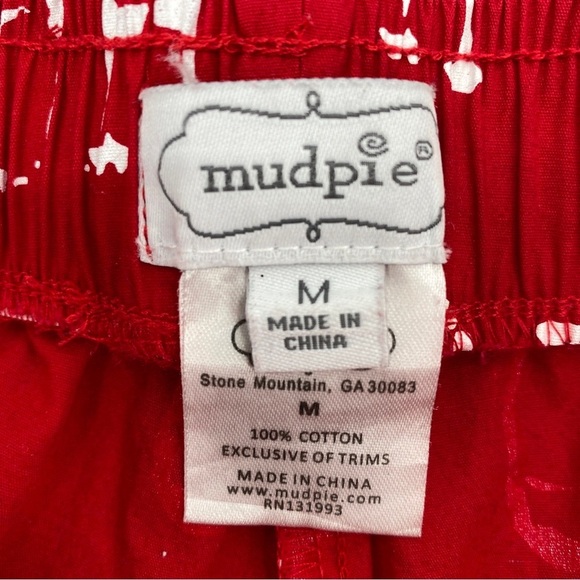 mudpie®
M
MADE IN
CHINA
Stone Mountain, GA 30083
M
100% COTTON
EXCLUSIVE OF TRIMS
MADE IN CHINA
www.mudpie.com
RN131993